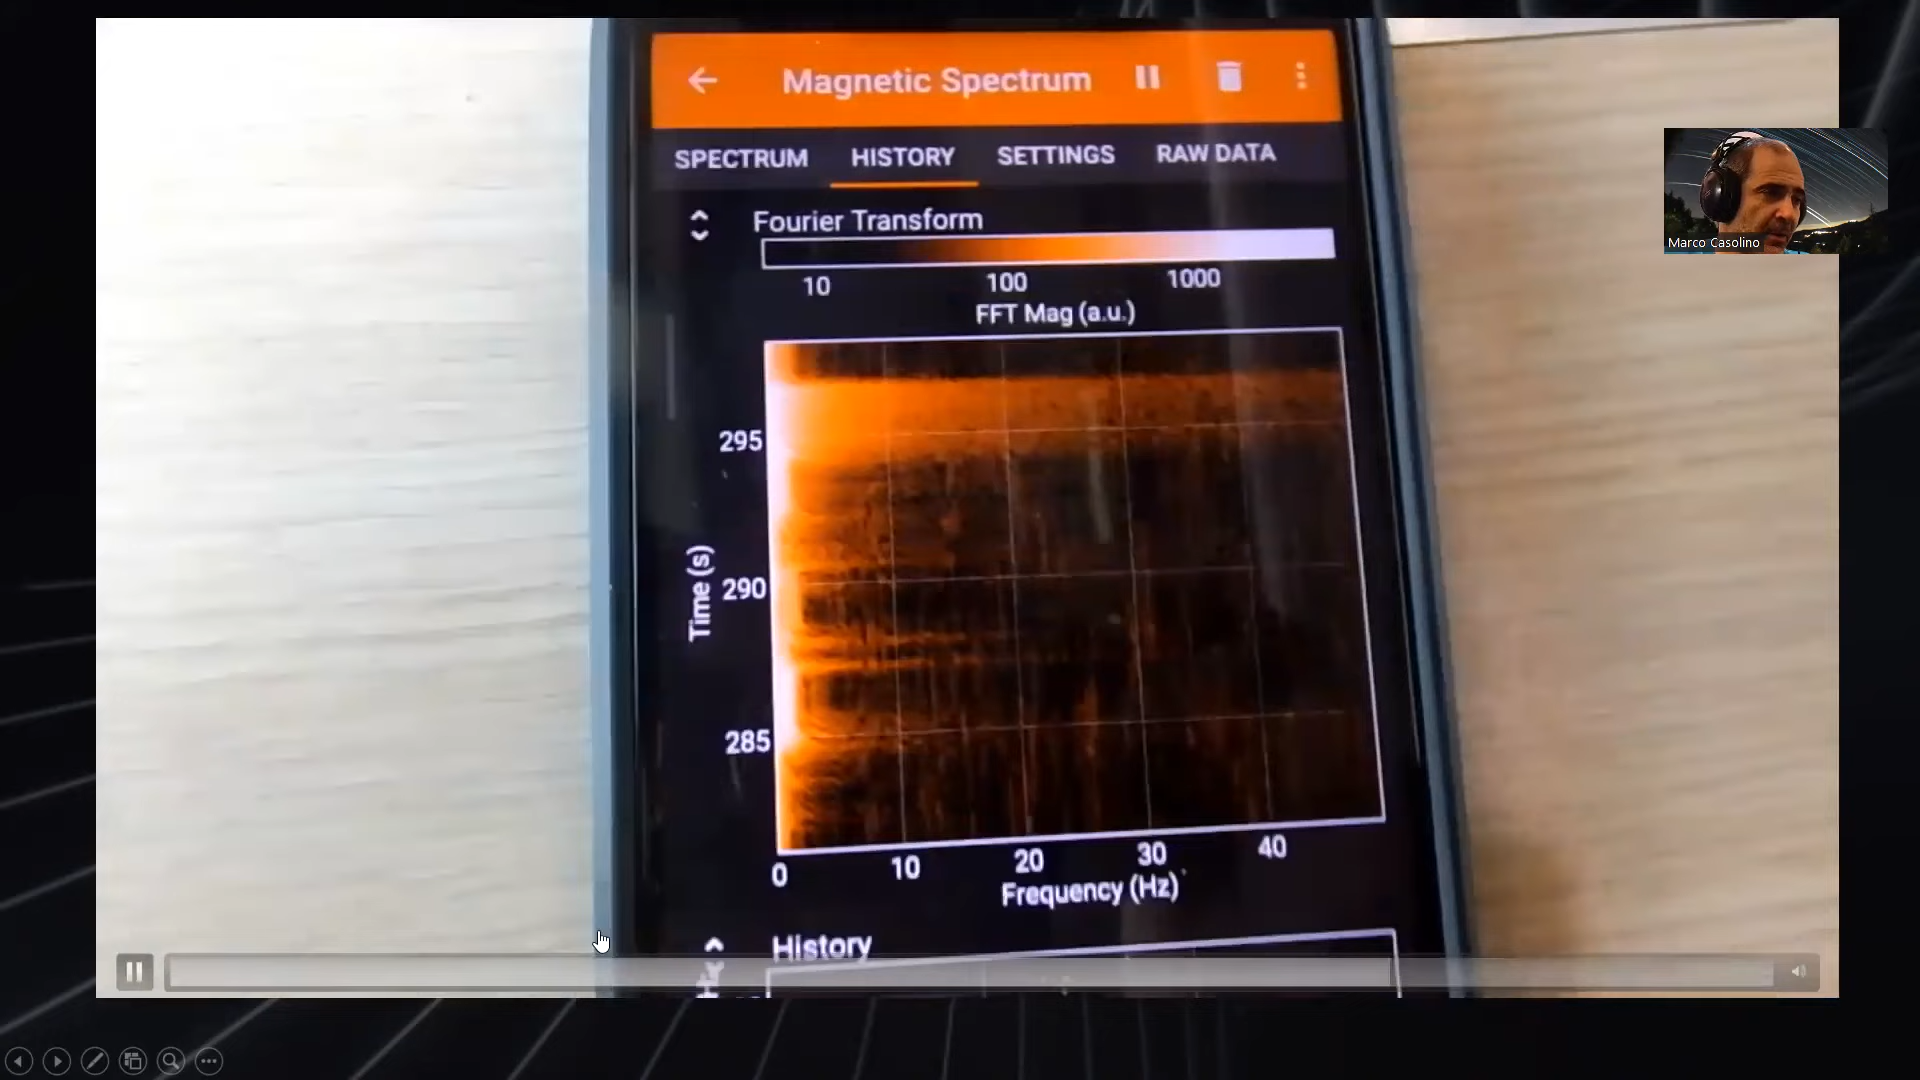 Magnetic Spectrum
SPECTRUM HISTORY SETTINGS RAW DATA
Fourier Transform
10 100 1000
FFT Mag (a.u.)
295
290
285
Time (s)
0 10 20 30 40
Frequency (Hz)
History
Marco Casolino